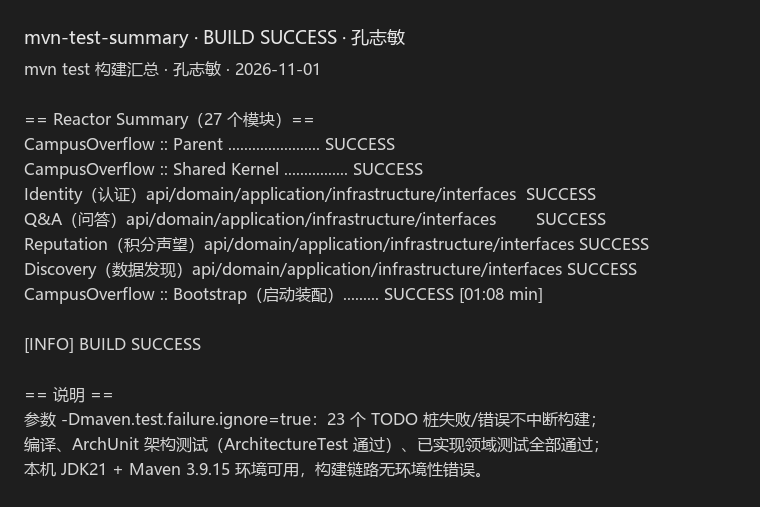 mvn-test-summary · BUILD SUCCESS · 孔志敏
mvn test 构建汇总 · 孔志敏 · 2026-11-01
== Reactor Summary（27 个模块）==
CampusOverflow :: Parent ....................... SUCCESS
CampusOverflow :: Shared Kernel ................ SUCCESS
Identity（认证）api/domain/application/infrastructure/interfaces  SUCCESS
Q&A（问答）api/domain/application/infrastructure/interfaces        SUCCESS
Reputation（积分声望）api/domain/application/infrastructure/interfaces SUCCESS
Discovery（数据发现）api/domain/application/infrastructure/interfaces SUCCESS
CampusOverflow :: Bootstrap（启动装配）......... SUCCESS [01:08 min]
[INFO] BUILD SUCCESS
== 说明 ==
参数 -Dmaven.test.failure.ignore=true：23 个 TODO 桩失败/错误不中断构建；
编译、ArchUnit 架构测试（ArchitectureTest 通过）、已实现领域测试全部通过；
本机 JDK21 + Maven 3.9.15 环境可用，构建链路无环境性错误。